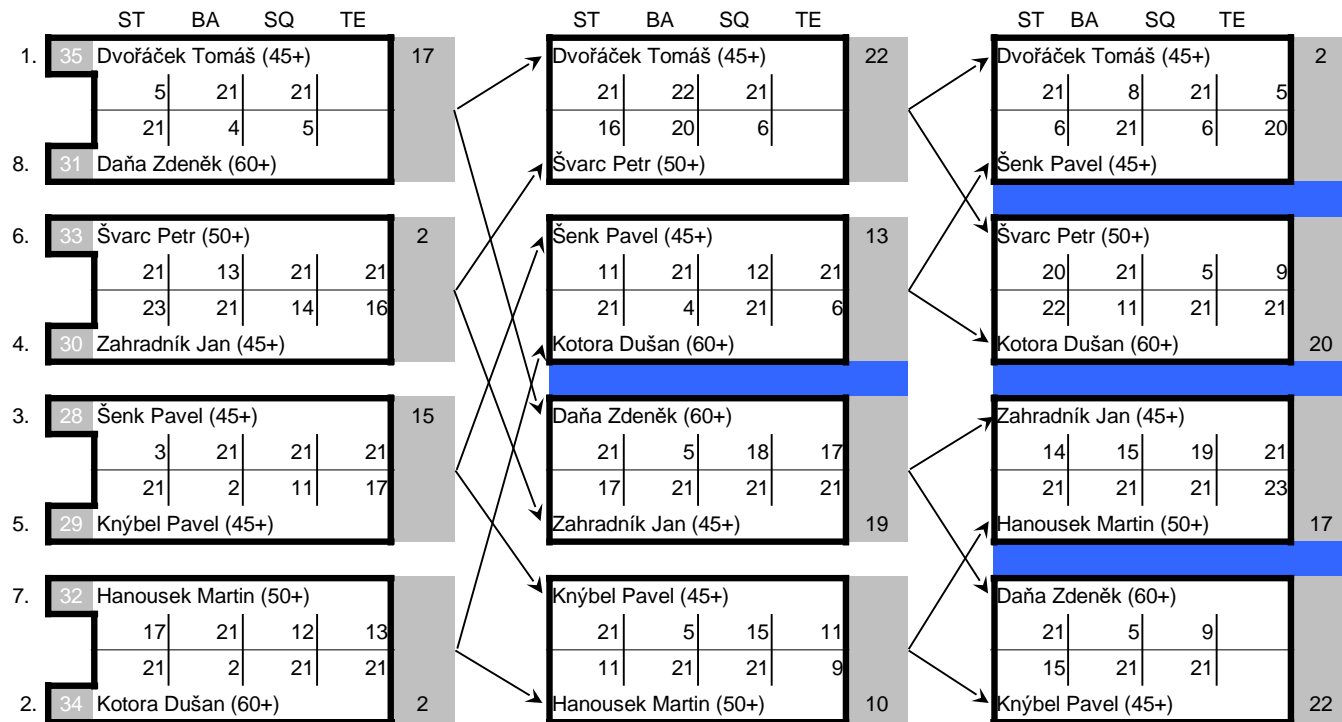 ST BA SQ TE ST BA SQ TE ST BA SQ TE
1. 35 Dvořáček Tomáš (45+) 17 Dvořáček Tomáš (45+) 22 Dvořáček Tomáš (45+) 2
5 21 21 21 22 21 21 8 21 5
21 4 5 16 20 6 6 21 6 20
8. 31 Daňa Zdeněk (60+) Švarc Petr (50+) Šenk Pavel (45+)
6. 33 Švarc Petr (50+) 2 Šenk Pavel (45+) 13 Švarc Petr (50+)
21 13 21 21 11 21 12 21 20 21 5 9
23 21 14 16 21 4 21 6 22 11 21 21
4. 30 Zahradník Jan (45+) Kotora Dušan (60+) Kotora Dušan (60+) 20
3. 28 Šenk Pavel (45+) 15 Daňa Zdeněk (60+) Zahradník Jan (45+)
3 21 21 21 21 5 18 17 14 15 19 21
21 2 11 17 17 21 21 21 21 21 21 23
5. 29 Knýbel Pavel (45+) Zahradník Jan (45+) 19 Hanousek Martin (50+) 17
7. 32 Hanousek Martin (50+) Knýbel Pavel (45+) Daňa Zdeněk (60+)
17 21 12 13 21 5 15 11 21 5 9
21 2 21 21 11 21 21 9 15 21 21
2. 34 Kotora Dušan (60+) 2 Hanousek Martin (50+) 10 Knýbel Pavel (45+) 22